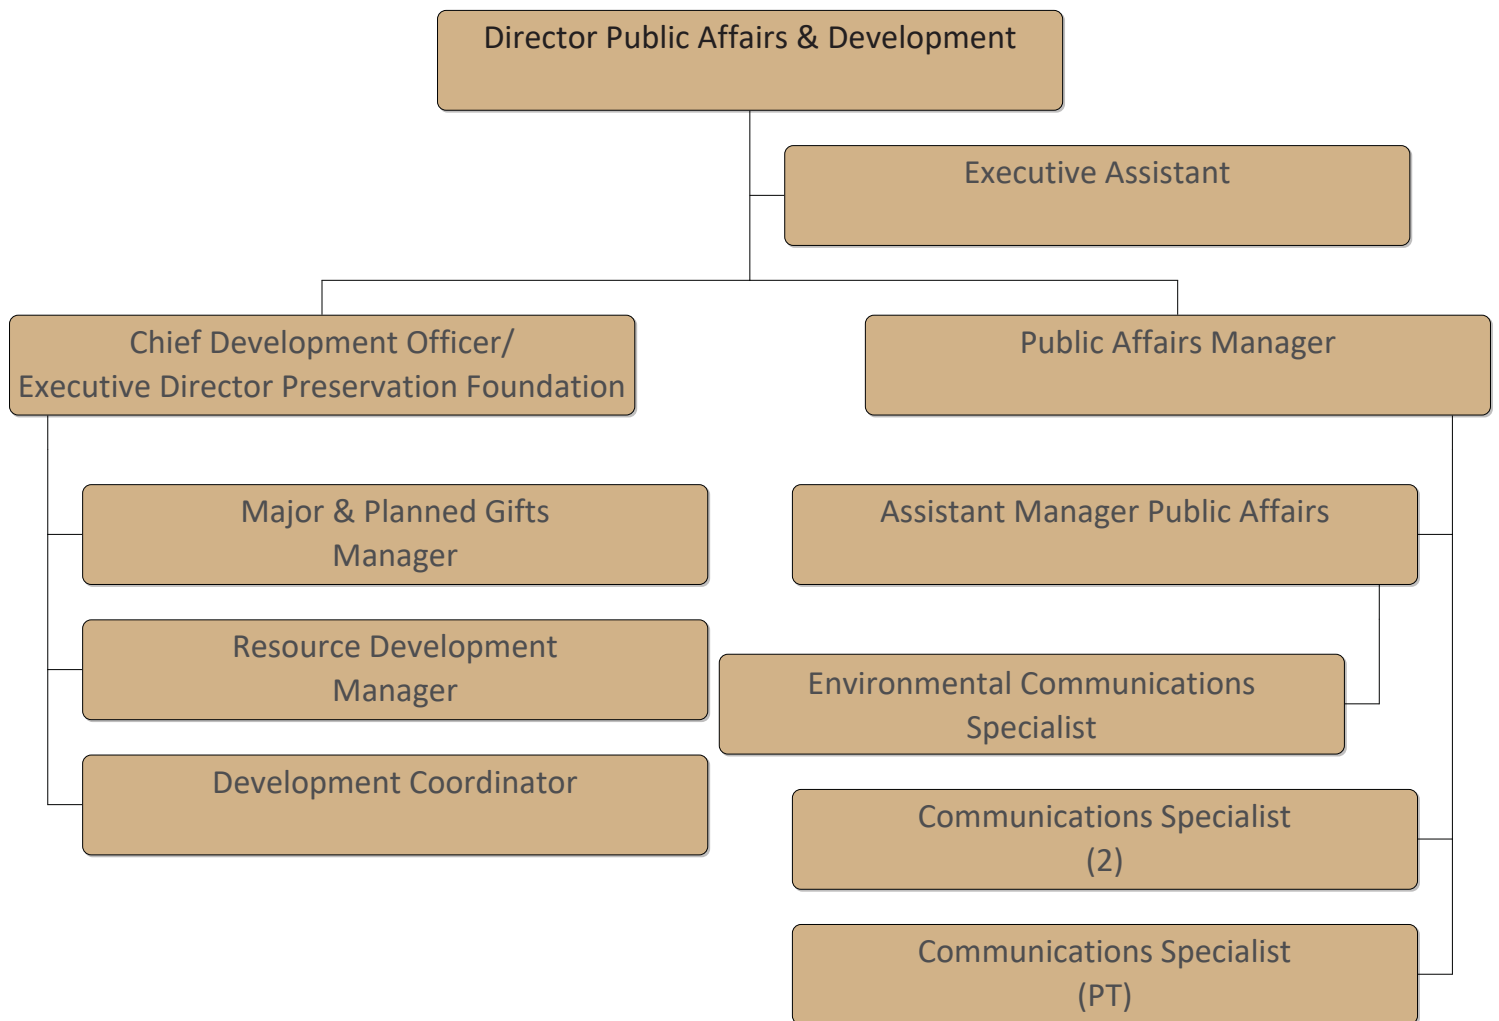 Director Public Affairs & Development
Executive Assistant
Chief Development Officer/
Executive Director Preservation Foundation
Public Affairs Manager
Major & Planned Gifts
Manager
Resource Development
Manager
Development Coordinator
Assistant Manager Public Affairs
Environmental Communications
Specialist
Communications Specialist
(2)
Communications Specialist
(PT)